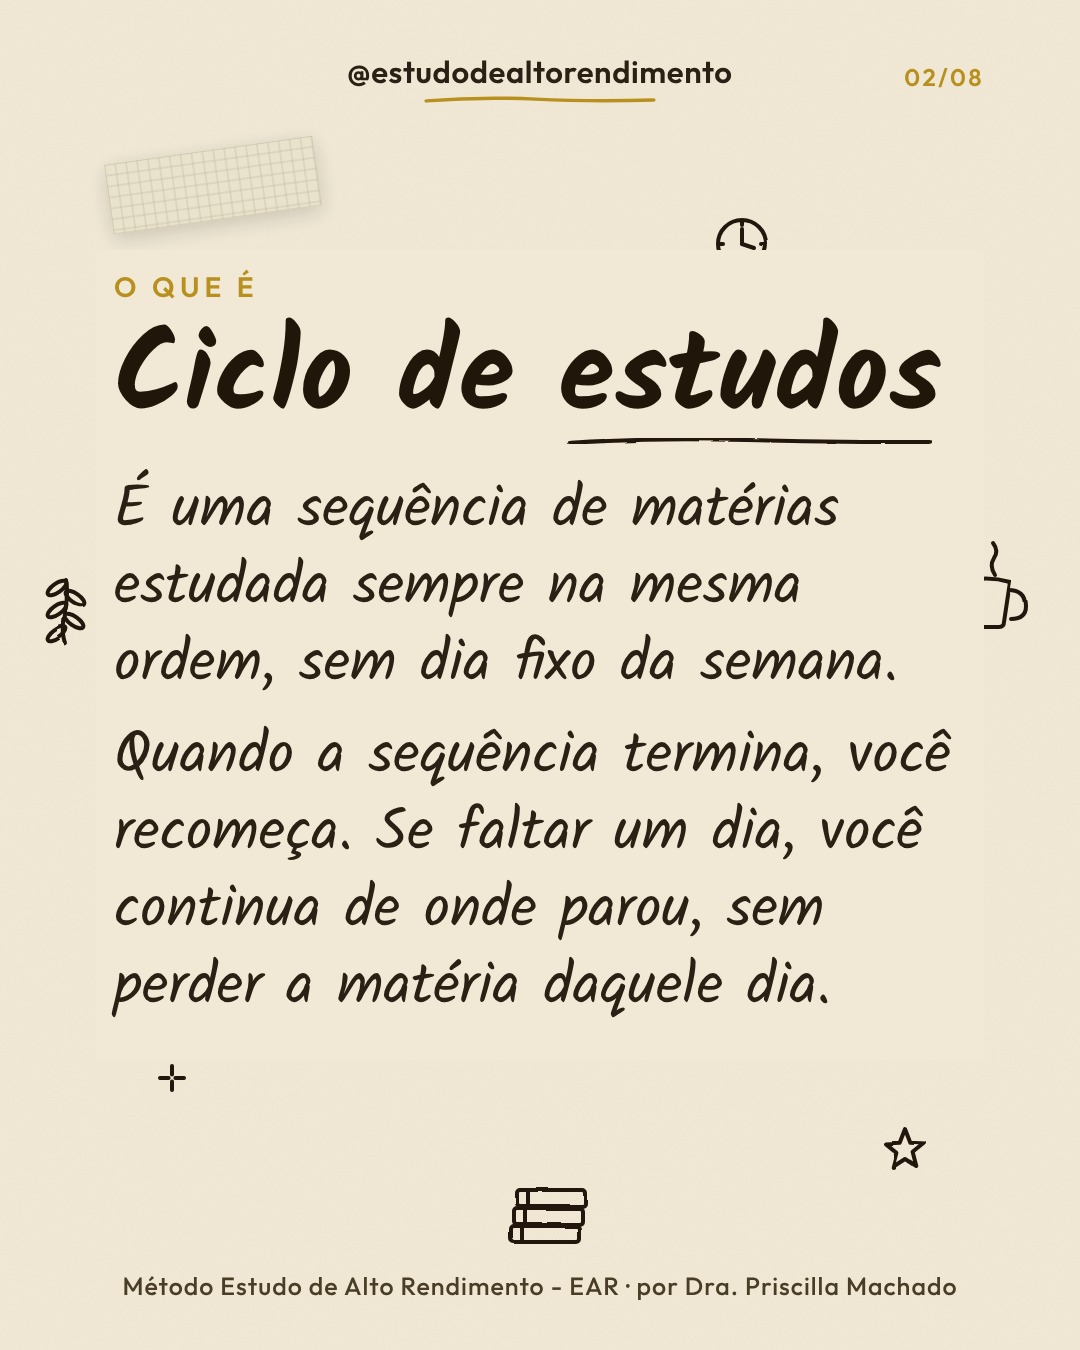 @estudodealtorendimento
02/08
O QUE É
Ciclo de estudos
É uma sequência de matérias
estudada sempre na mesma
ordem, sem dia fixo da semana.
Quando a sequência termina, você
recomeça. Se faltar um dia, você
continua de onde parou, sem
perder a matéria daquele dia.
Método Estudo de Alto Rendimento - EAR · por Dra. Priscilla Machado